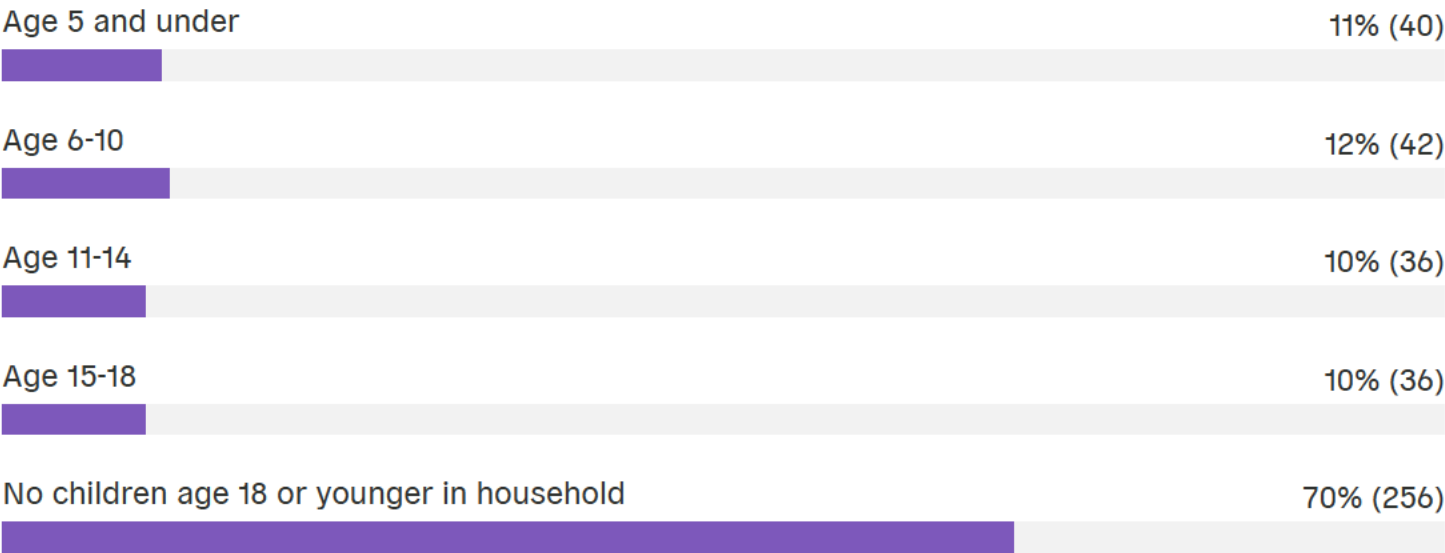 Age 5 and under 11% (40)
Age 6-10 12% (42)
Age 11-14 10% (36)
Age 15-18 10% (36)
No children age 18 or younger in household 70% (256)